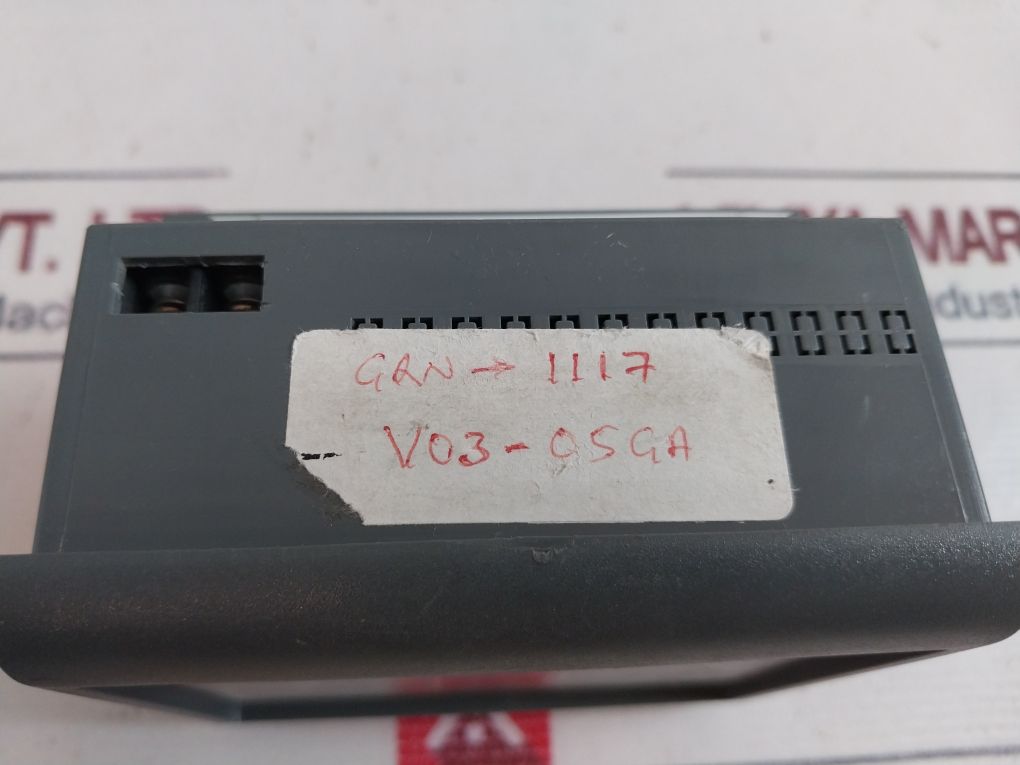 GRN → 1117
V03-05GA